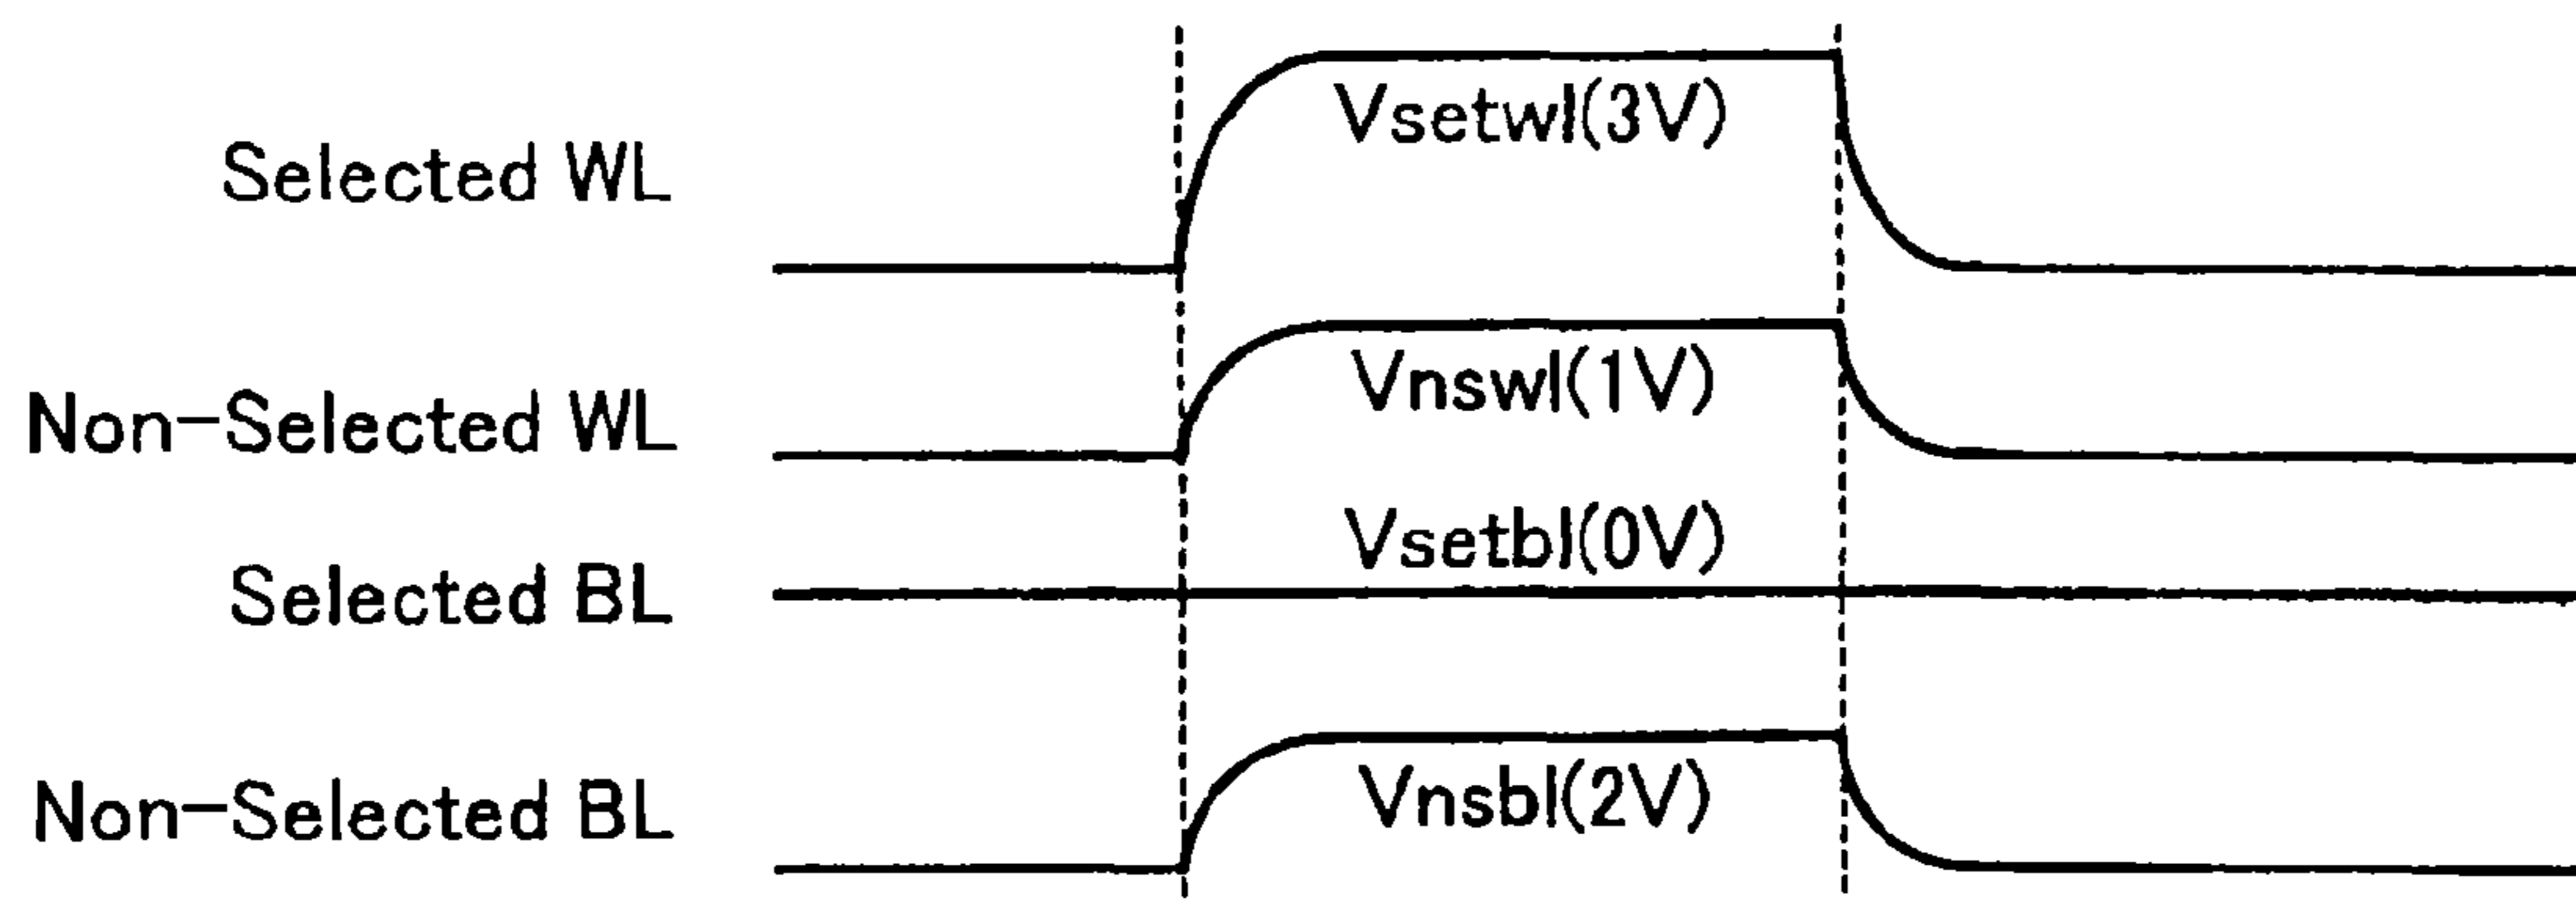 Vsetwl(3V)
Selected WL
Vnswl(1V)
Non-Selected WL
Vsetbl(0V)
Selected BL
Vnsbl(2V)
Non-Selected BL